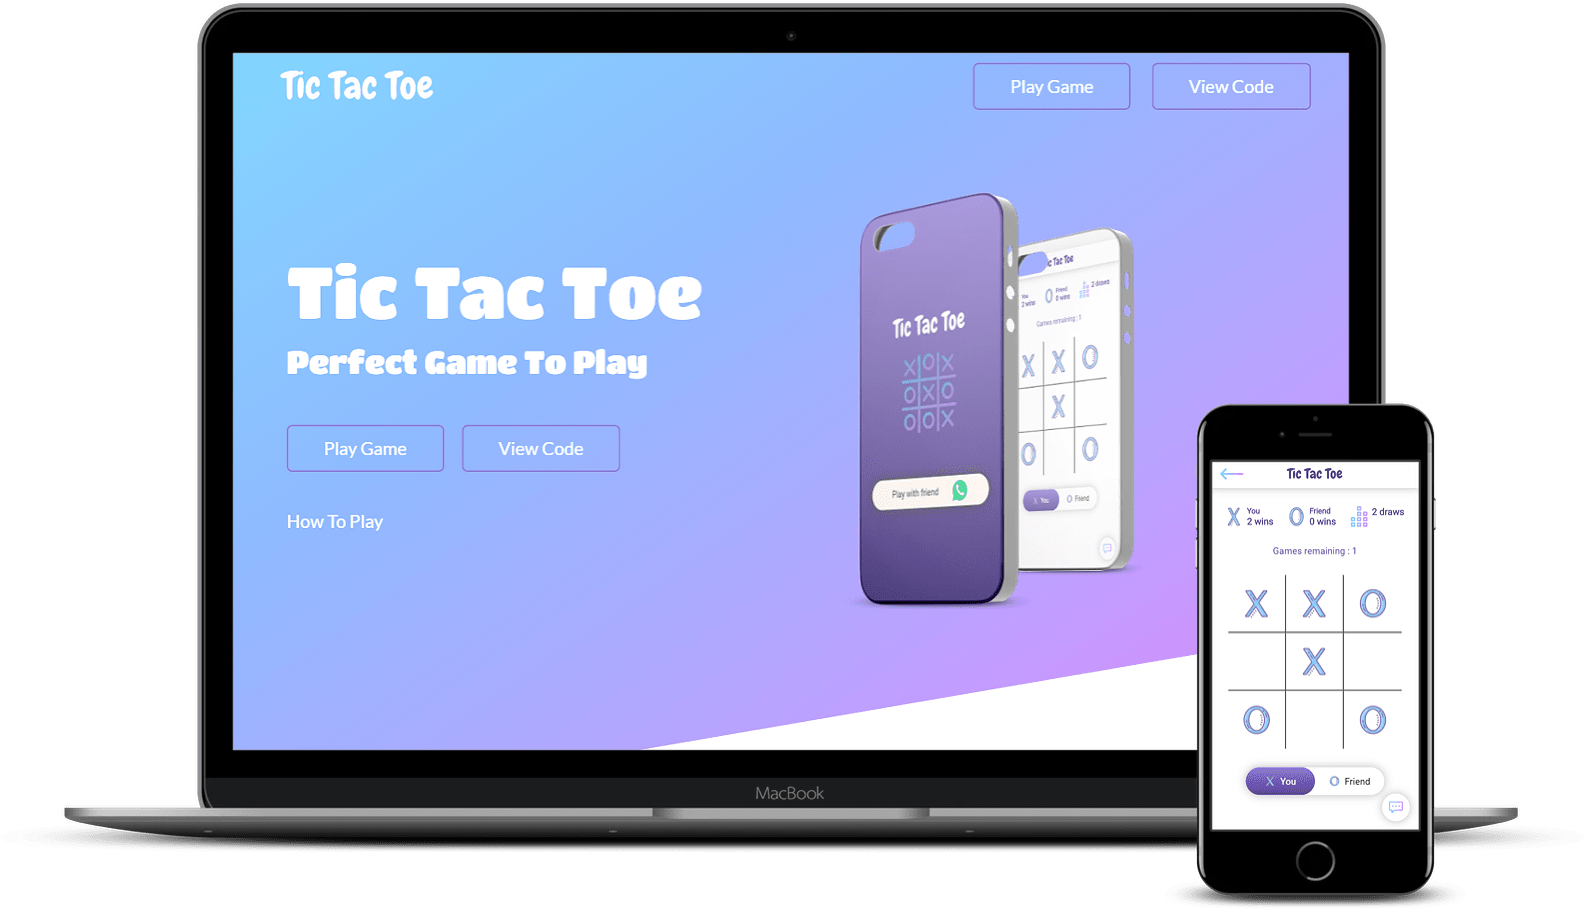 Tic Tac Toe
Play Game
View Code
Tic Tac Toe
Perfect Game To Play
Play Game
View Code
How To Play
Tic Tac Toe
XOX
OXO
OOX
Play with friend
c Tac Toe
You
2 wins
Friend
0 wins
2 draws
Games remaining : 1
X X O
X
O O
X You
O Friend
MacBook
Tic Tac Toe
X You
2 wins
O Friend
0 wins
2 draws
Games remaining : 1
X X O
X
O O
X You
O Friend